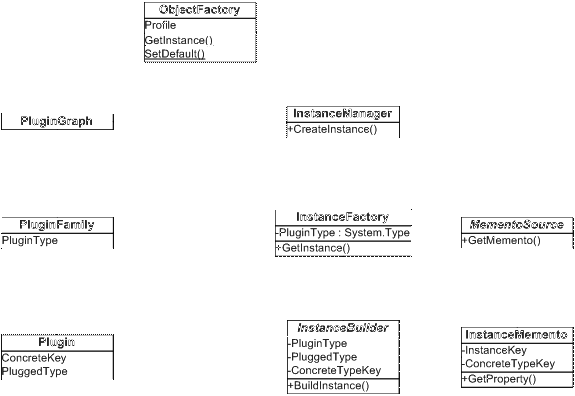 ObjectFactory
Profile
GetInstance()
SetDefault()
PluginGraph
InstanceManager
+CreateInstance()
PluginFamily
PluginType
InstanceFactory
-PluginType : System.Type
+GetInstance()
MementoSource
+GetMemento()
Plugin
ConcreteKey
PluggedType
InstanceBuilder
-PluginType
-PluggedType
-ConcreteTypeKey
+BuildInstance()
InstanceMemento
-InstanceKey
-ConcreteTypeKey
+GetProperty()